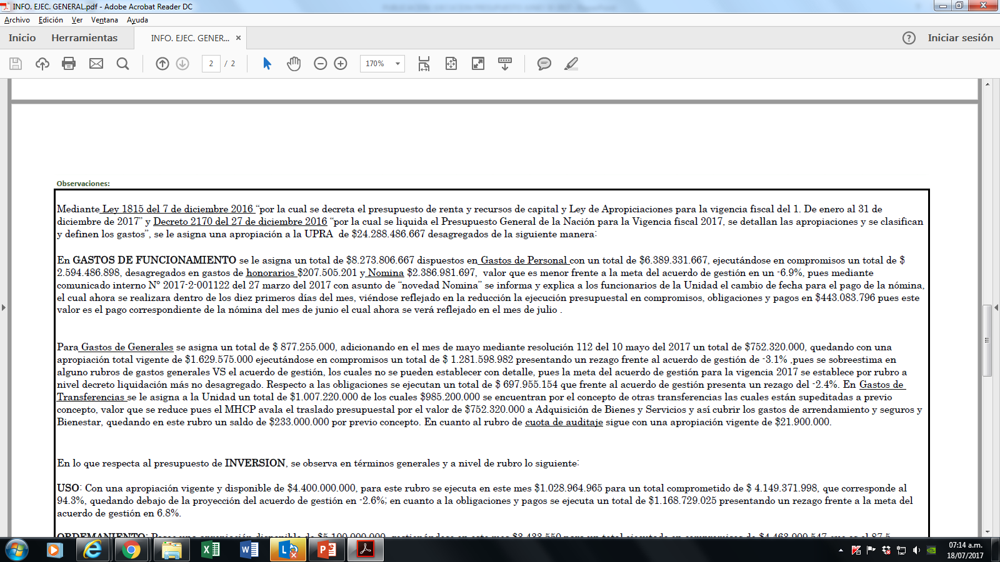 INFO. EJEC. GENERAL.pdf - Adobe Acrobat Reader DC
Archivo Edición Ver Ventana Ayuda
Inicio Herramientas INFO. EJEC. GENER... × ? Iniciar sesión
2 / 2 170%
Observaciones:
Mediante Ley 1815 del 7 de diciembre 2016 “por la cual se decreta el presupuesto de renta y recursos de capital y Ley de Apropiciaciones para la vigencia fiscal del 1. De enero al 31 de
diciembre de 2017” y Decreto 2170 del 27 de diciembre 2016 “por la cual se liquida el Presupuesto General de la Nación para la Vigencia fiscal 2017, se detallan las apropiaciones y se clasifican
y definen los gastos”, se le asigna una apropiación a la UPRA de $24.288.486.667 desagregados de la siguiente manera:
En GASTOS DE FUNCIONAMIENTO se le asigna un total de $8.273.806.667 dispuestos en Gastos de Personal con un total de $6.389.331.667, ejecutándose en compromisos un total de $
2.594.486.898, desagregados en gastos de honorarios $207.505.201 y Nomina $2.386.981.697, valor que es menor frente a la meta del acuerdo de gestión en un -6.9%, pues mediante
comunicado interno N° 2017-2-001122 del 27 marzo del 2017 con asunto de “novedad Nomina” se informa y explica a los funcionarios de la Unidad el cambio de fecha para el pago de la nómina,
el cual ahora se realizara dentro de los diez primeros días del mes, viéndose reflejado en la reducción la ejecución presupuestal en compromisos, obligaciones y pagos en $443.083.796 pues este
valor es el pago correspondiente de la nómina del mes de junio el cual ahora se verá reflejado en el mes de julio .
Para Gastos de Generales se asigna un total de $ 877.255.000, adicionando en el mes de mayo mediante resolución 112 del 10 mayo del 2017 un total de $752.320.000, quedando con una
apropiación total vigente de $1.629.575.000 ejecutándose en compromisos un total de $ 1.281.598.982 presentando un rezago frente al acuerdo de gestión de -3.1% ,pues se sobreestima en
alguno rubros de gastos generales VS el acuerdo de gestión, los cuales no se pueden establecer con detalle, pues la meta del acuerdo de gestión para la vigencia 2017 se establece por rubro a
nivel decreto liquidación más no desagregado. Respecto a las obligaciones se ejecutan un total de $ 697.955.154 que frente al acuerdo de gestión presenta un rezago del -2.4%. En Gastos de
Transferencias se le asigna a la Unidad un total de $1.007.220.000 de los cuales $985.200.000 se encuentran por el concepto de otras transferencias las cuales están supeditadas a previo
concepto, valor que se reduce pues el MHCP avala el traslado presupuestal por el valor de $752.320.000 a Adquisición de Bienes y Servicios y así cubrir los gastos de arrendamiento y seguros y
Bienestar, quedando en este rubro un saldo de $233.000.000 por previo concepto. En cuanto al rubro de cuota de auditaje sigue con una apropiación vigente de $21.900.000.
En lo que respecta al presupuesto de INVERSION, se observa en términos generales y a nivel de rubro lo siguiente:
USO: Con una apropiación vigente y disponible de $4.400.000.000, para este rubro se ejecuta en este mes $1.028.964.965 para un total comprometido de $ 4.149.371.998, que corresponde al
94.3%, quedando debajo de la proyección del acuerdo de gestión en -2.6%; en cuanto a la obligaciones y pagos se ejecuta un total de $1.168.729.025 presentando un rezago frente a la meta del
acuerdo de gestión en 6.8%.
07:14 a.m.
18/07/2017